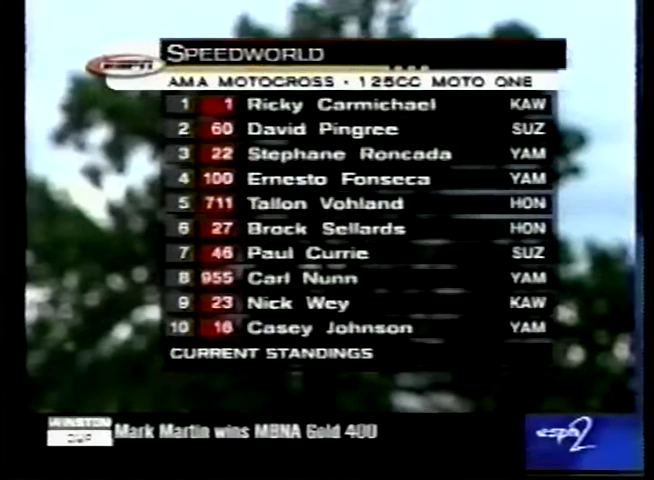 ESPN
SPEEDWORLD
AMA MOTOCROSS · 125CC MOTO ONE
1 1 Ricky Carmichael KAW
2 60 David Pingree SUZ
3 22 Stephane Roncada YAM
4 100 Ernesto Fonseca YAM
5 711 Tallon Vohland HON
6 27 Brock Sellards HON
7 46 Paul Currie SUZ
8 955 Carl Nunn YAM
9 23 Nick Wey KAW
10 16 Casey Johnson YAM
CURRENT STANDINGS
WINSTON
CUP
Mark Martin wins MBNA Gold 400
espn2